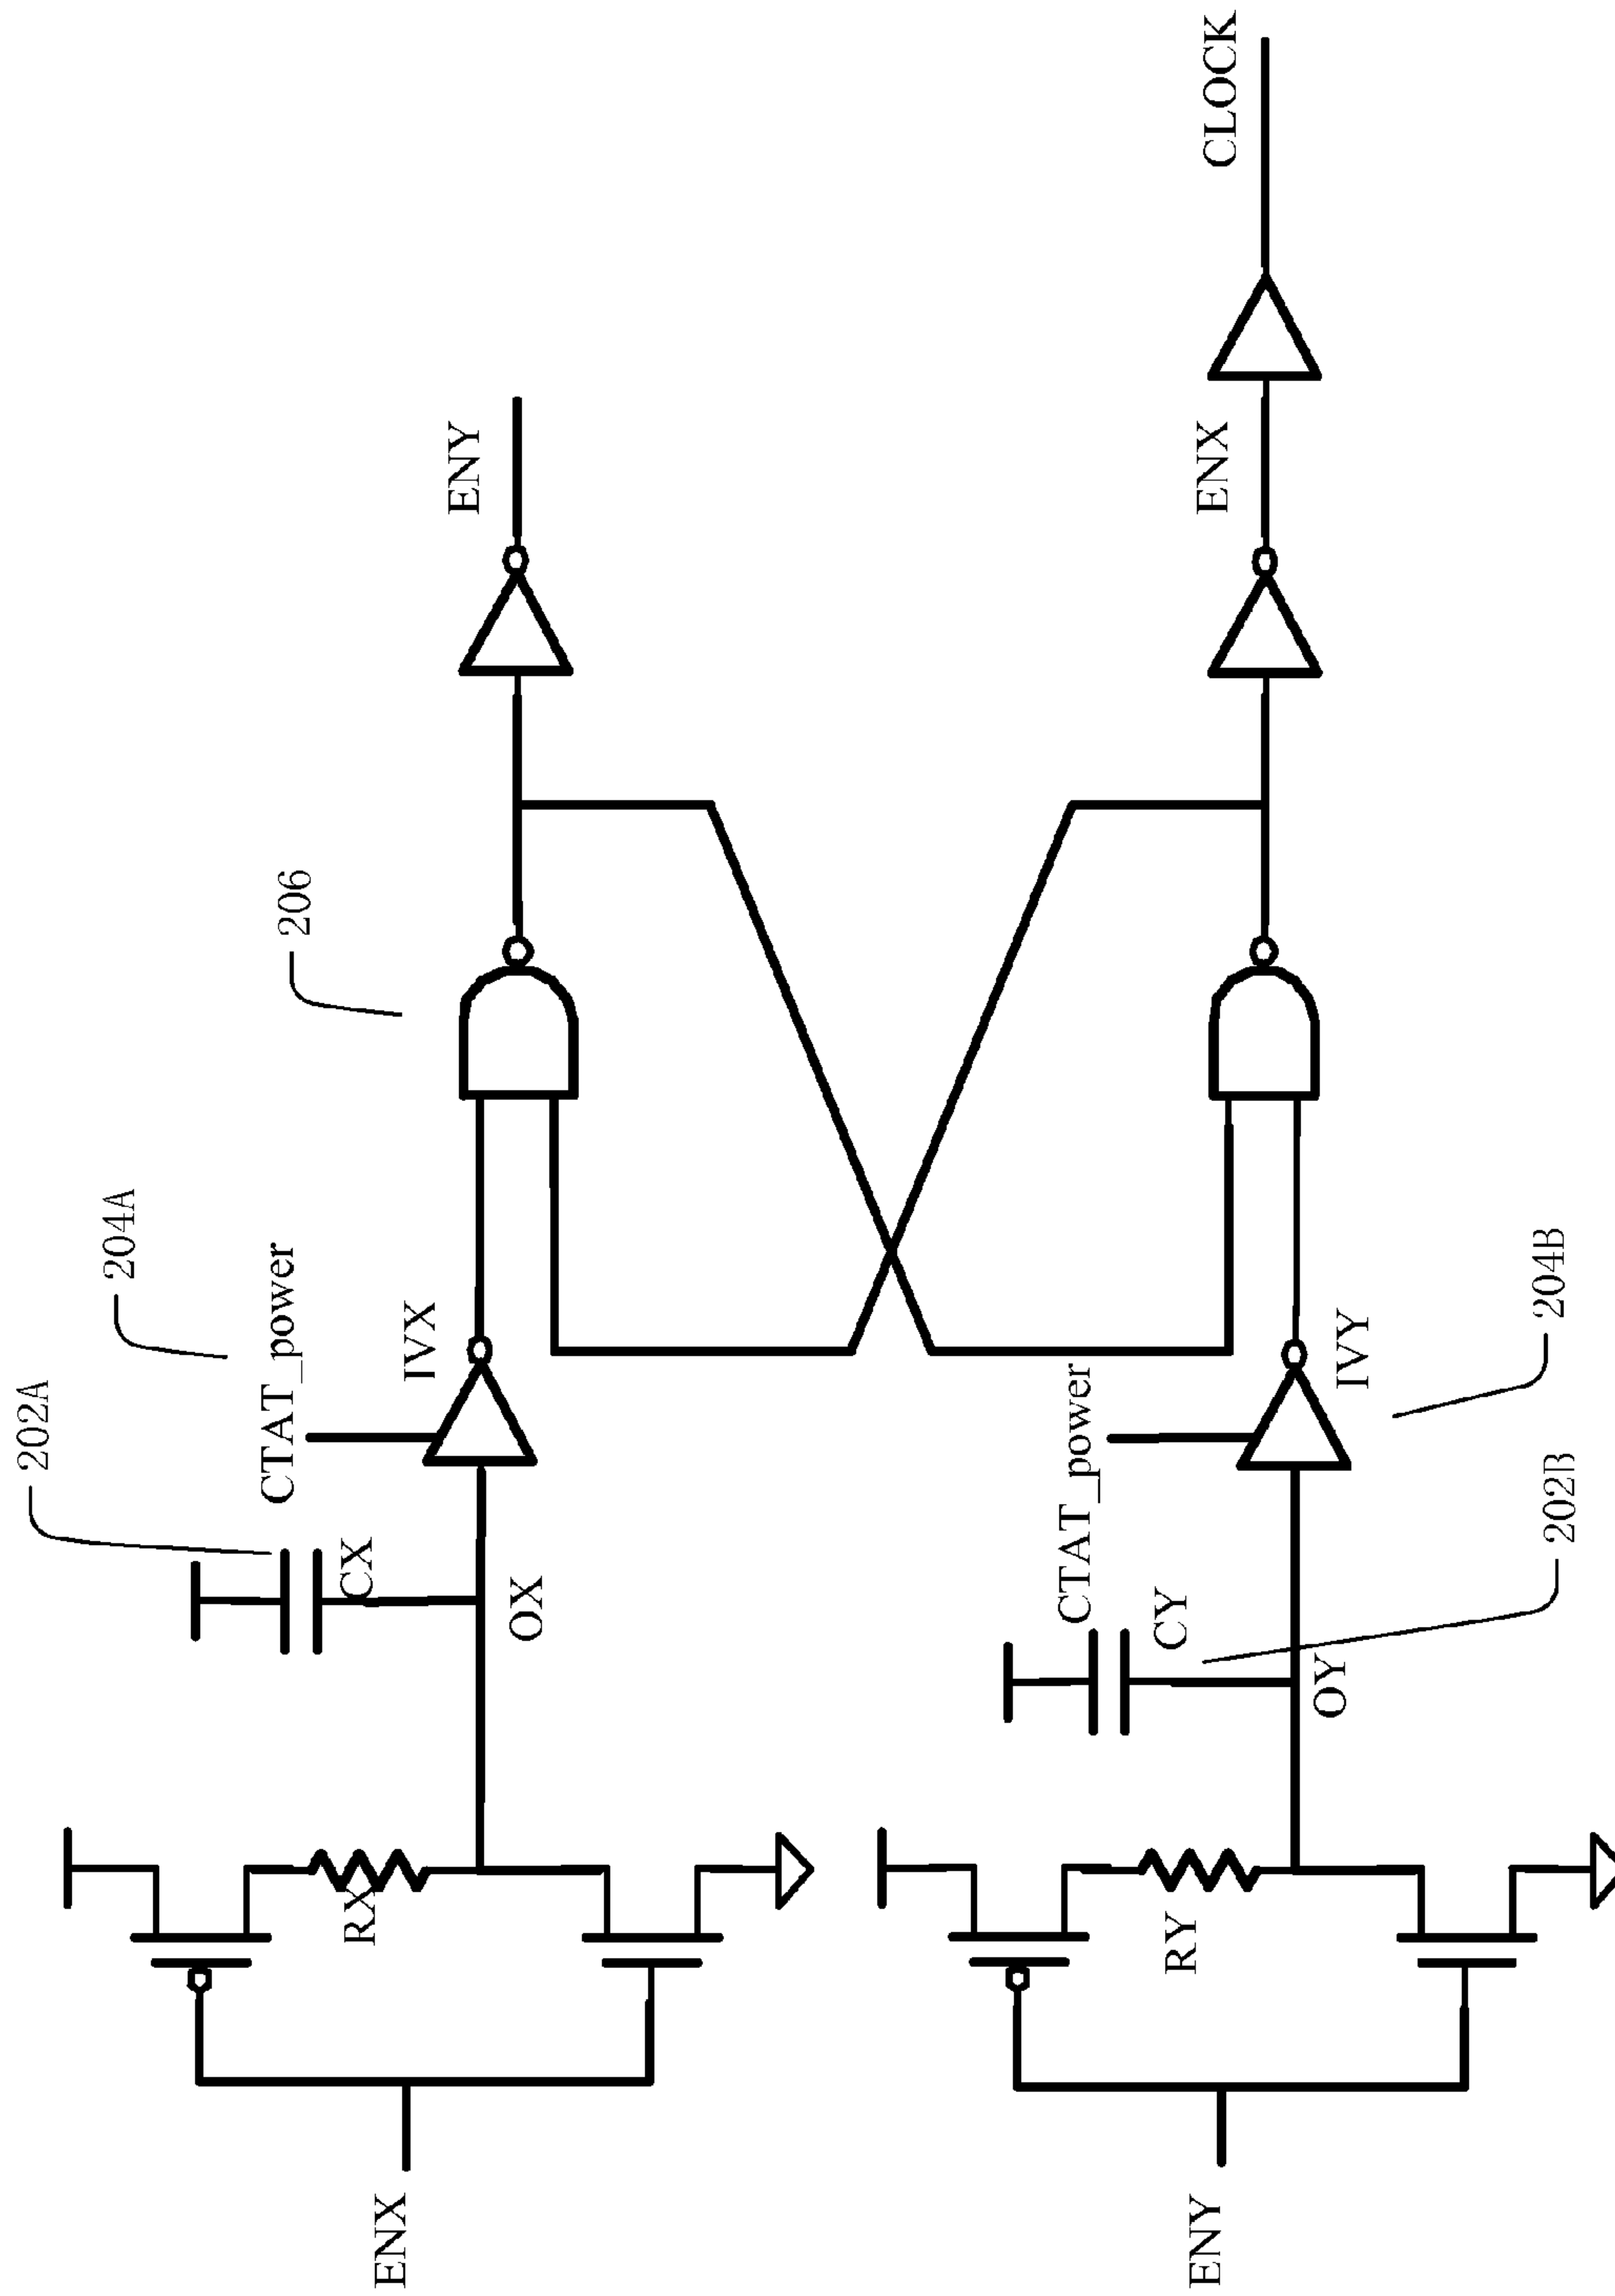 ENX
RX
OX
CX
202A
CTAT_power
204A
IVX
206
ENY
ENY
RY
OY
CY
202B
CTAT_power
IVY
204B
ENX
CLOCK